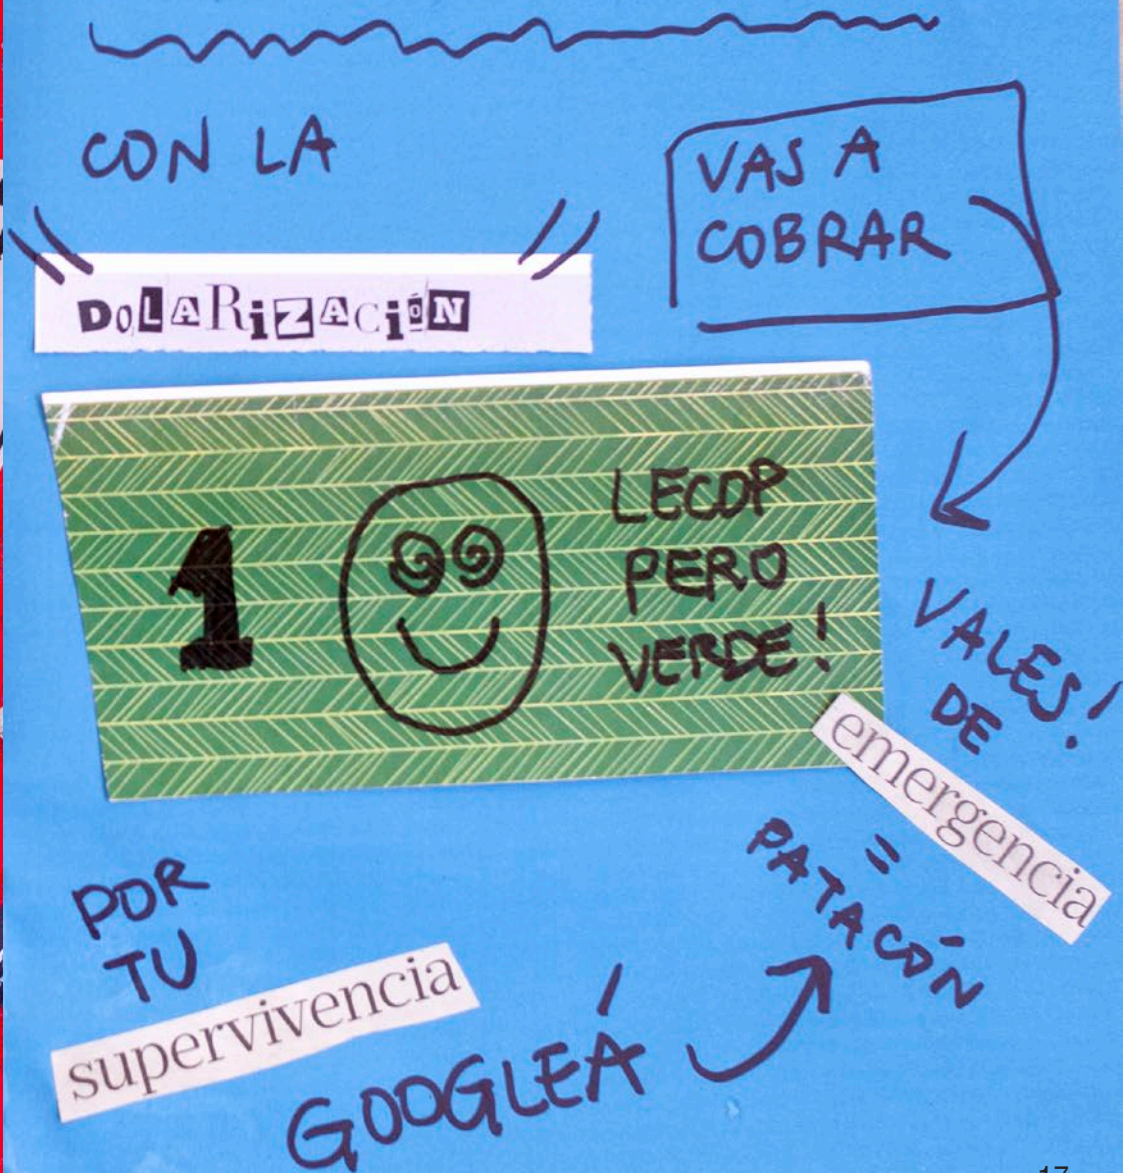 CON LA
DOLARIZACIÓN
VAS A
COBRAR
VALES!
DE
emergencia
=
PATACÓN
1
LECOP
PERO
VERDE!
POR
TU
supervivencia
GOOGLEÁ